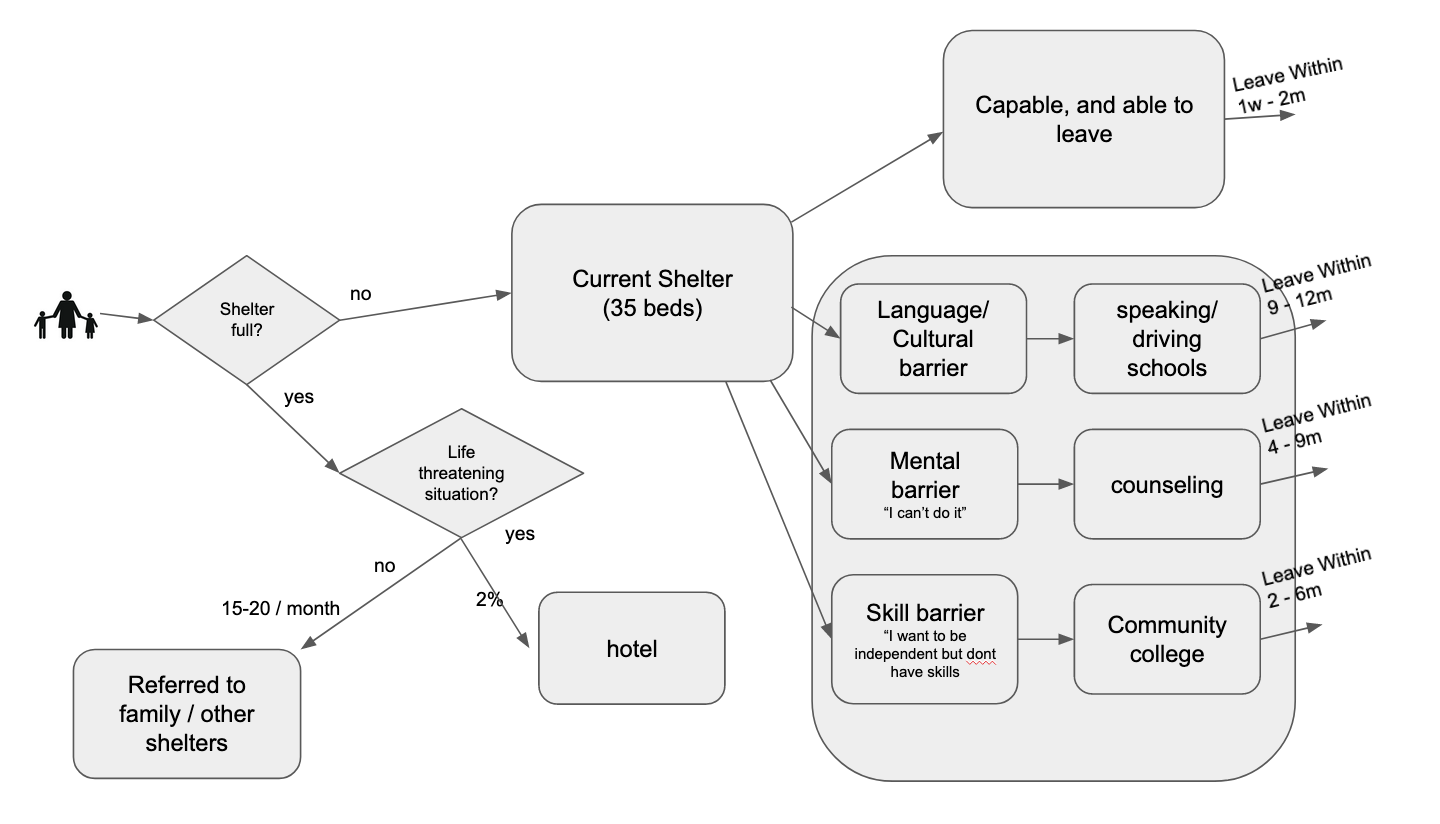 Leave Within
1w - 2m
Capable, and able to
leave
Current Shelter
(35 beds)
no
Shelter
full?
yes
Life
threatening
situation?
yes
no
15-20 / month
2%
Referred to
family / other
shelters
hotel
Language/
Cultural
barrier
speaking/
driving
schools
Leave Within
9 - 12m
Mental
barrier
“I can’t do it”
counseling
Leave Within
4 - 9m
Skill barrier
“I want to be
independent but dont
have skills
Community
college
Leave Within
2 - 6m